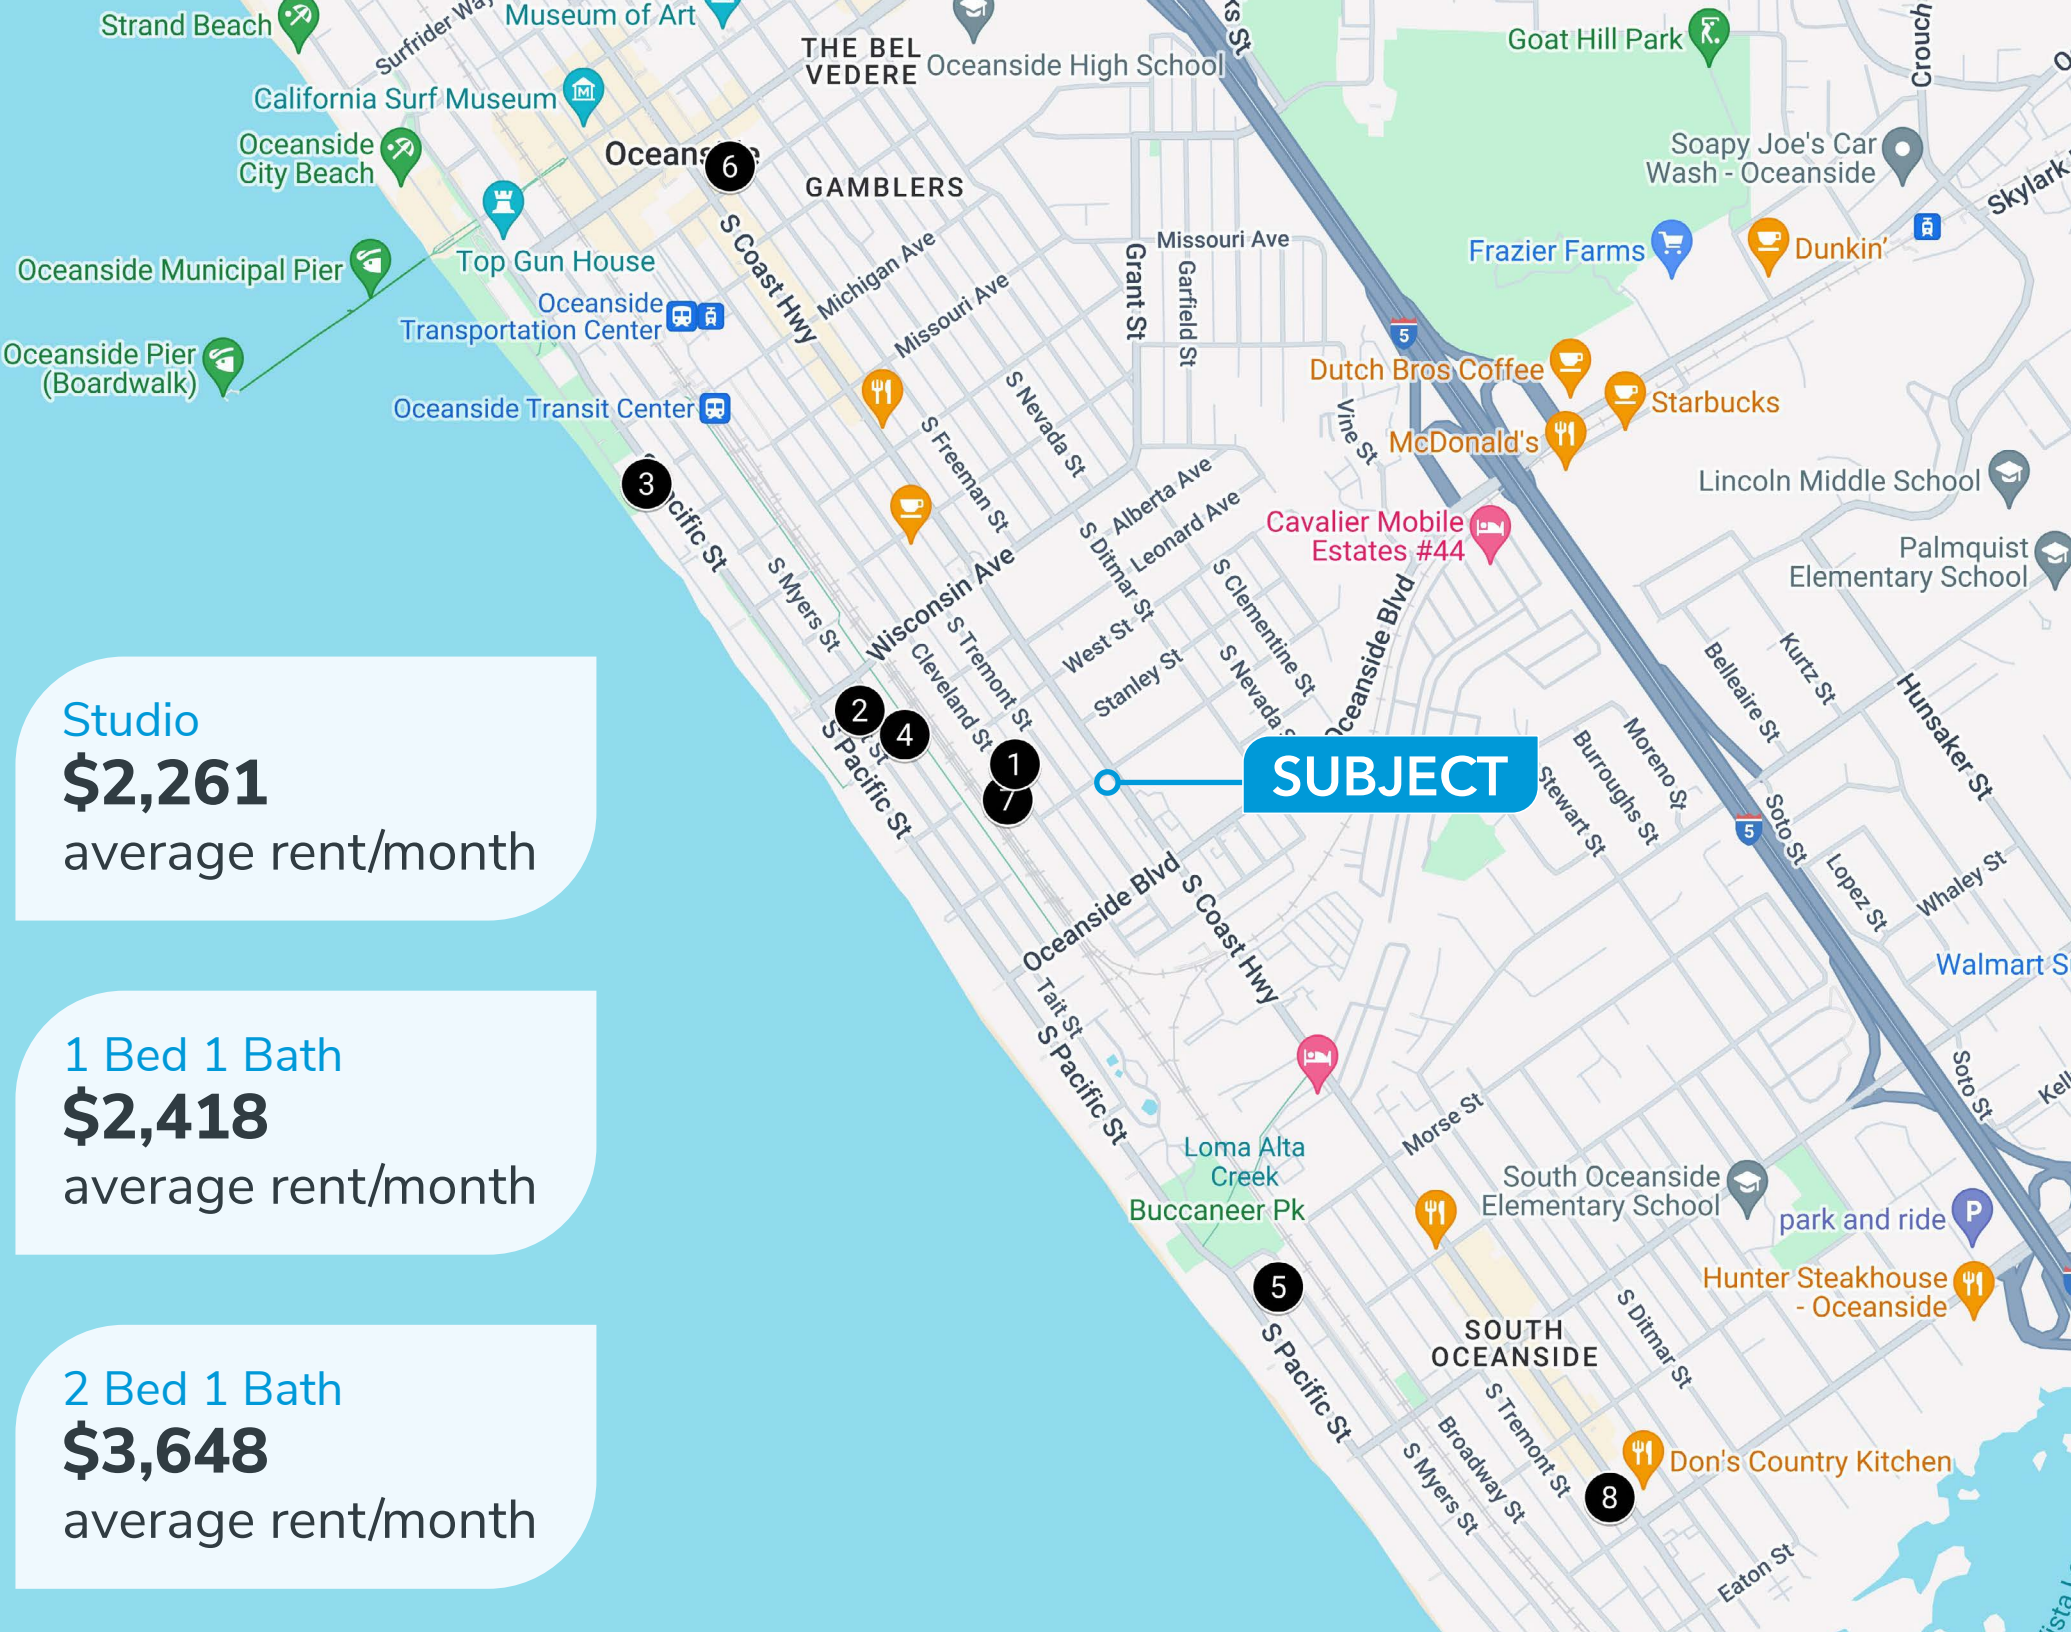 Strand Beach
Surfrider Way
Museum of Art
THE BEL
VEDERE
Oceanside High School
Goat Hill Park
Crouch
California Surf Museum
Oceanside
City Beach
6
GAMBLERS
Soapy Joe's Car
Wash - Oceanside
Skylark
Top Gun House
Oceanside Municipal Pier
S Coast Hwy
Michigan Ave
Missouri Ave
Grant St
Missouri Ave
Garfield St
Frazier Farms
Dunkin'
Oceanside
Transportation Center
Oceanside Pier
(Boardwalk)
5
Dutch Bros Coffee
Starbucks
McDonald's
Vine St
Oceanside Transit Center
S Nevada St
S Freeman St
3
S Myers St
Wisconsin Ave
Alberta Ave
Leonard Ave
S Ditmar St
S Clementine St
Cavalier Mobile
Estates #44
Lincoln Middle School
Palmquist
Elementary School
Oceanside Blvd
West St
Stanley St
S Nevada
S Tremont St
Cleveland St
Belleaire St
Kurtz St
Hunsaker St
2
4
1
7
S Pacific St
SUBJECT
Stewart St
Burroughs St
Moreno St
5
Soto St
Lopez St
Whaley St
Walmart S
Oceanside Blvd
S Coast Hwy
Tait St
S Pacific St
Soto St
Morse St
Loma Alta
Creek
Buccaneer Pk
South Oceanside
Elementary School
park and ride
P
Hunter Steakhouse
- Oceanside
5
S Pacific St
SOUTH
OCEANSIDE
S Ditmar St
S Tremont St
Broadway St
S Myers St
Don's Country Kitchen
8
Eaton St
Studio
$2,261
average rent/month
1 Bed 1 Bath
$2,418
average rent/month
2 Bed 1 Bath
$3,648
average rent/month